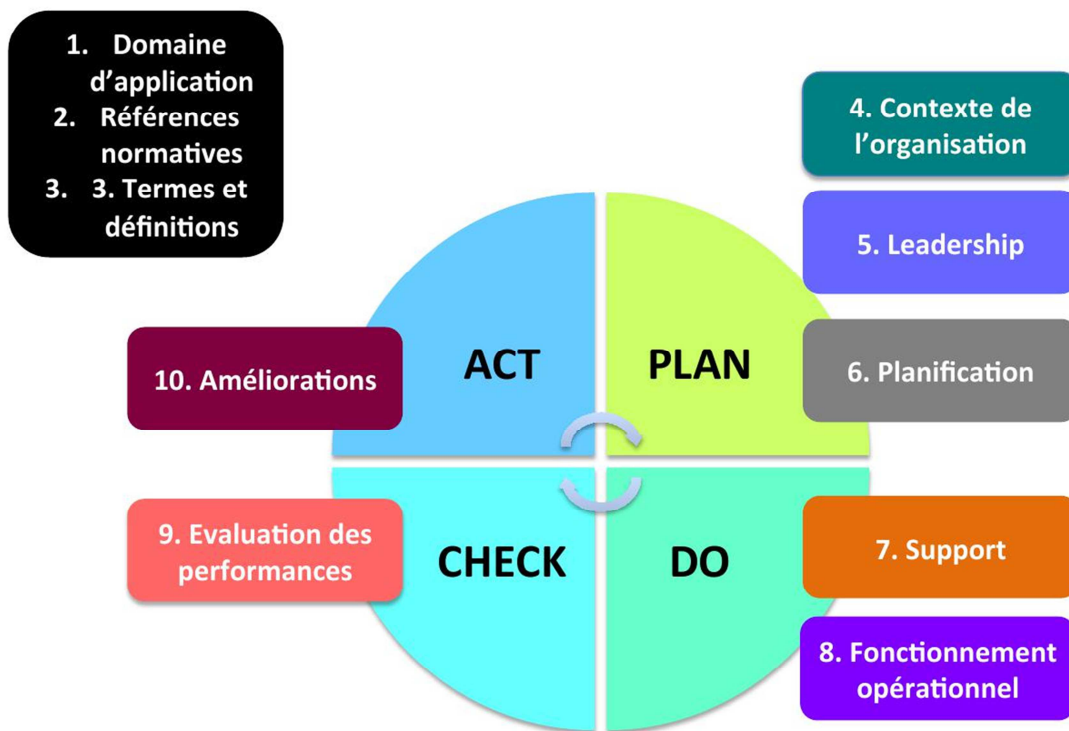 1. Domaine
d’application
2. Références
normatives
3. 3. Termes et
définitions
4. Contexte de
l’organisation
5. Leadership
ACT
PLAN
10. Améliorations
6. Planification
9. Evaluation des
performances
CHECK
DO
7. Support
8. Fonctionnement
opérationnel